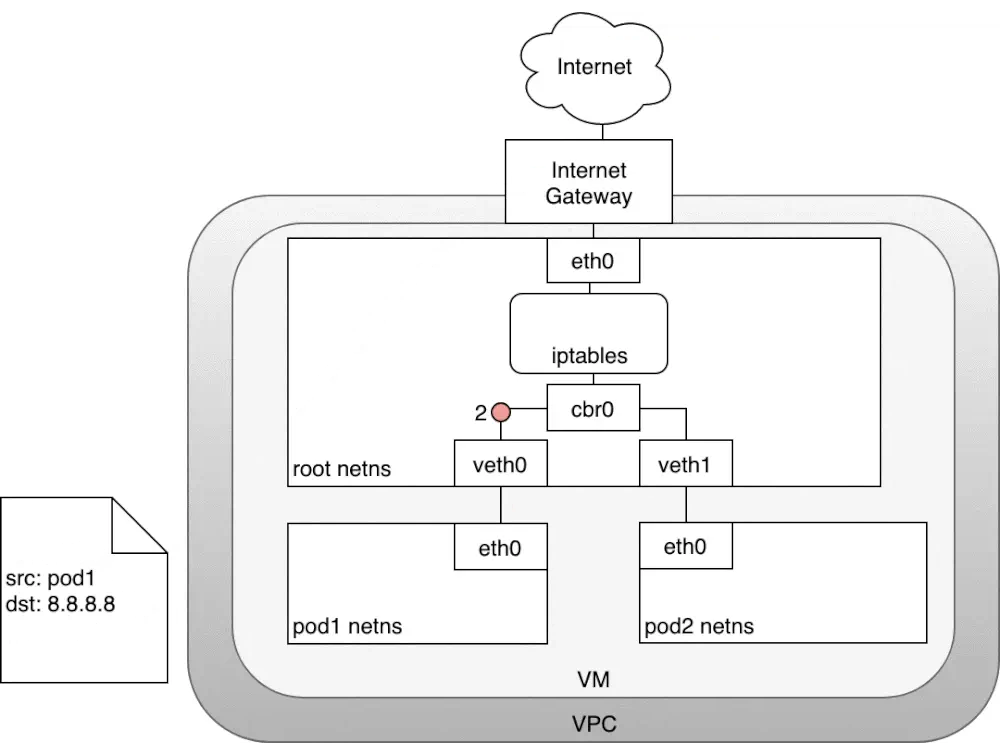 Internet
Internet
Gateway
eth0
iptables
cbr0
2
veth0
veth1
root netns
eth0
eth0
src: pod1
dst: 8.8.8.8
pod1 netns
pod2 netns
VM
VPC